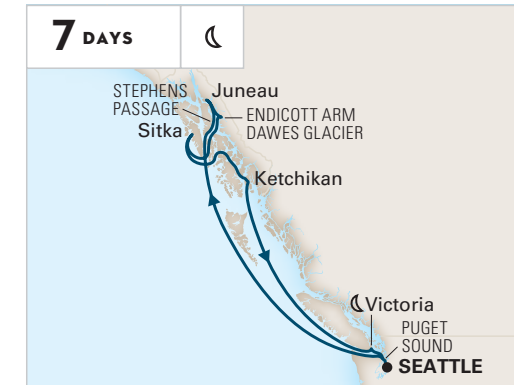 7 DAYS
STEPHENS
PASSAGE
Juneau
ENDICOTT ARM
DAWES GLACIER
Sitka
Ketchikan
Victoria
PUGET
SOUND
SEATTLE